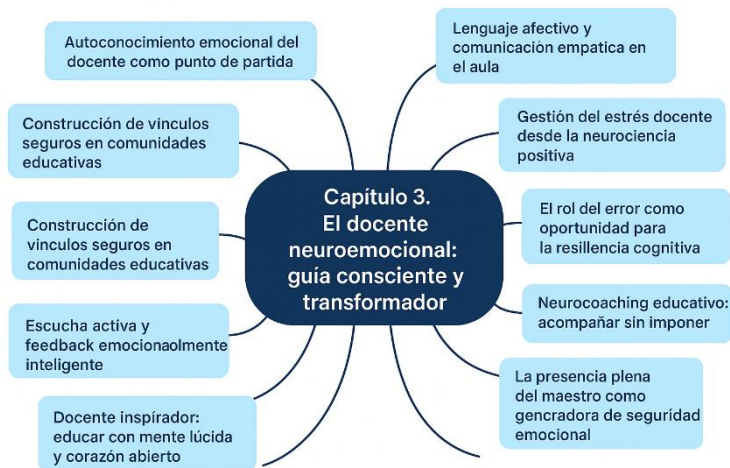 Autoconocimiento emocional del
docente como punto de partida
Construcción de vínculos
seguros en comunidades
educativas
Construcción de
vinculos seguros en
comunidades educativas
Escucha activa y
feedback emocionaolmente
inteligente
Docente inspírador:
educar con mente lúcida
y corazón abierto
Capítulo 3.
El docente
neuroemocional:
guía consciente y
transformador
Lenguaje afectivo y
comunicación empatica en
el aula
Gestión del estrés docente
desde la neurociencia
positiva
El rol del error como
oportunidad para
la resillencia cognitiva
Neurocoaching educativo:
acompañar sin imponer
La presencia plena
del maestro como
gencradora de segurídad
emocional